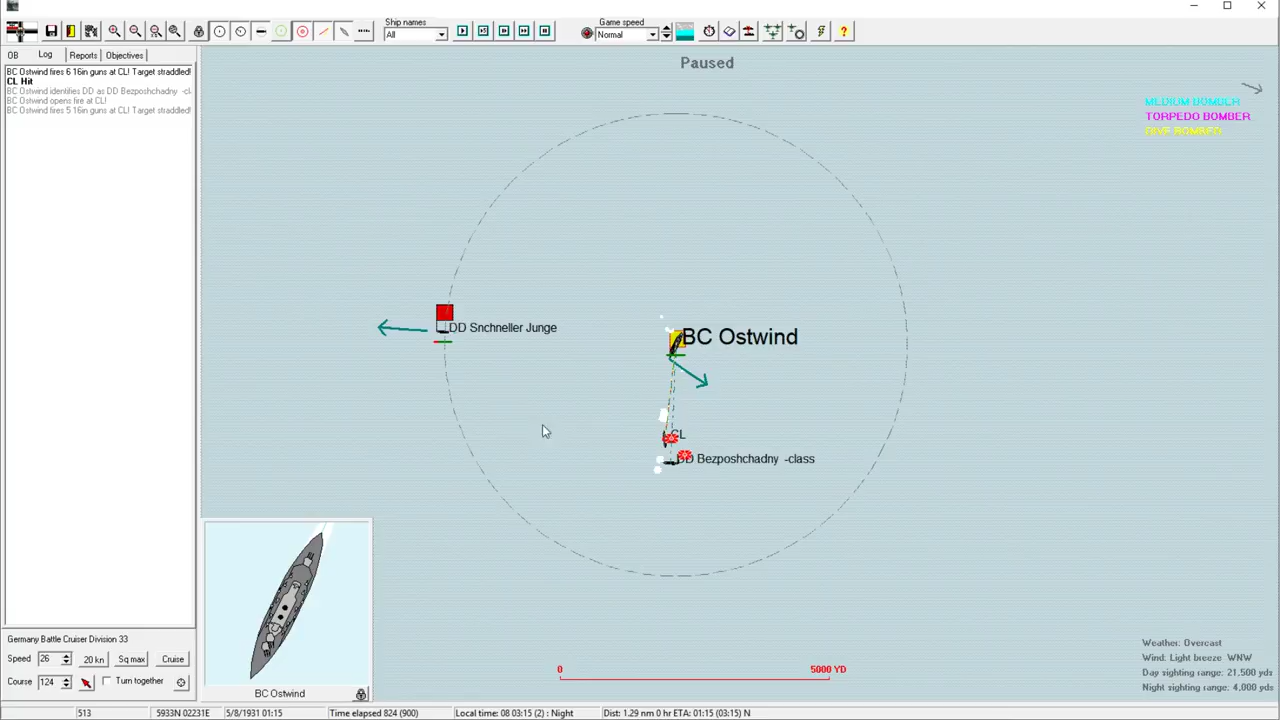 Ship names
All
Game speed
Normal
OB
Log
Reports
Objectives
BC Ostwind fires 6 16in guns at CL! Target straddled!
CL Hit
BC Ostwind identifies DD as DD Bezposhchadny -cl
BC Ostwind opens fire at CL!
BC Ostwind fires 5 16in guns at CL! Target straddled!
Paused
MEDIUM BOMBER
TORPEDO BOMBER
DIVE BOMBER
DD Snchneller Junge
BC Ostwind
CL
DD Bezposhchadny -class
0
5000 YD
BC Ostwind
Germany Battle Cruiser Division 33
Speed 26 20 kn Sq max Cruise
Course 124 Turn together
Weather: Overcast
Wind: Light breeze WNW
Day sighting range: 21,500 yds
Night sighting range: 4,000 yds
513 5933N 02231E 5/8/1931 01:15 Time elapsed 824 (900) Local time: 08 03:15 (2) : Night Dist: 1.29 nm 0 hr ETA: 01:15 (03:15) N